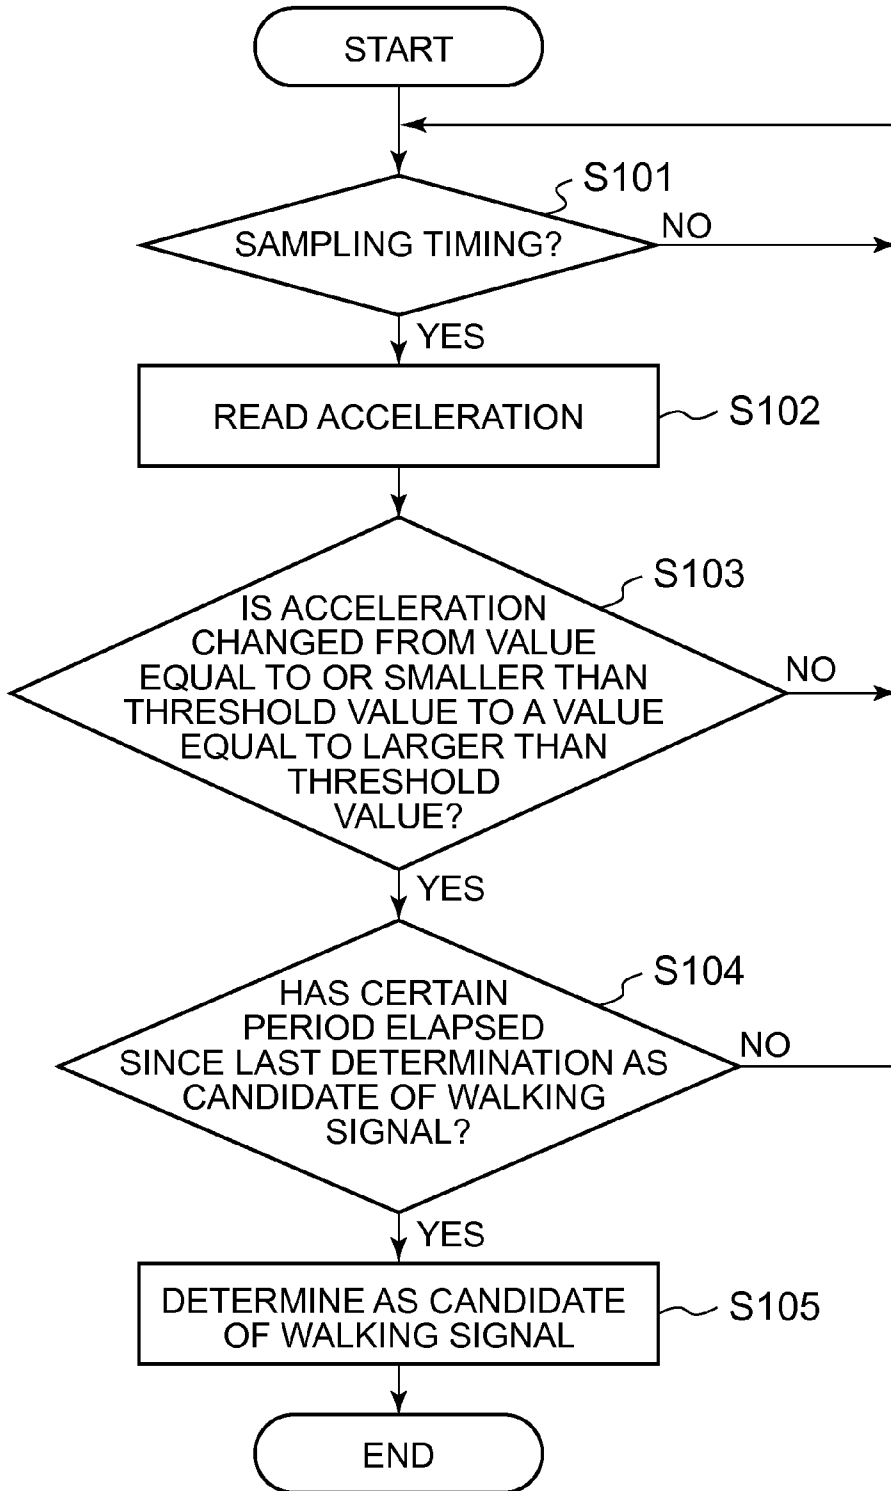 START
S101
SAMPLING TIMING?
NO
YES
READ ACCELERATION
S102
S103
IS ACCELERATION
CHANGED FROM VALUE
EQUAL TO OR SMALLER THAN
THRESHOLD VALUE TO A VALUE
EQUAL TO LARGER THAN
THRESHOLD
VALUE?
NO
YES
S104
HAS CERTAIN
PERIOD ELAPSED
SINCE LAST DETERMINATION AS
CANDIDATE OF WALKING
SIGNAL?
NO
YES
DETERMINE AS CANDIDATE
OF WALKING SIGNAL
S105
END